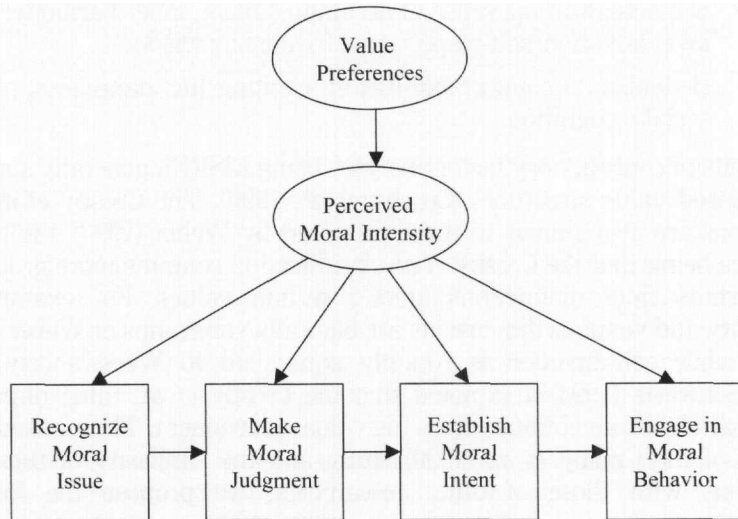 Value
Preferences
Perceived
Moral Intensity
Recognize
Moral
Issue
Make
Moral
Judgment
Establish
Moral
Intent
Engage in
Moral
Behavior